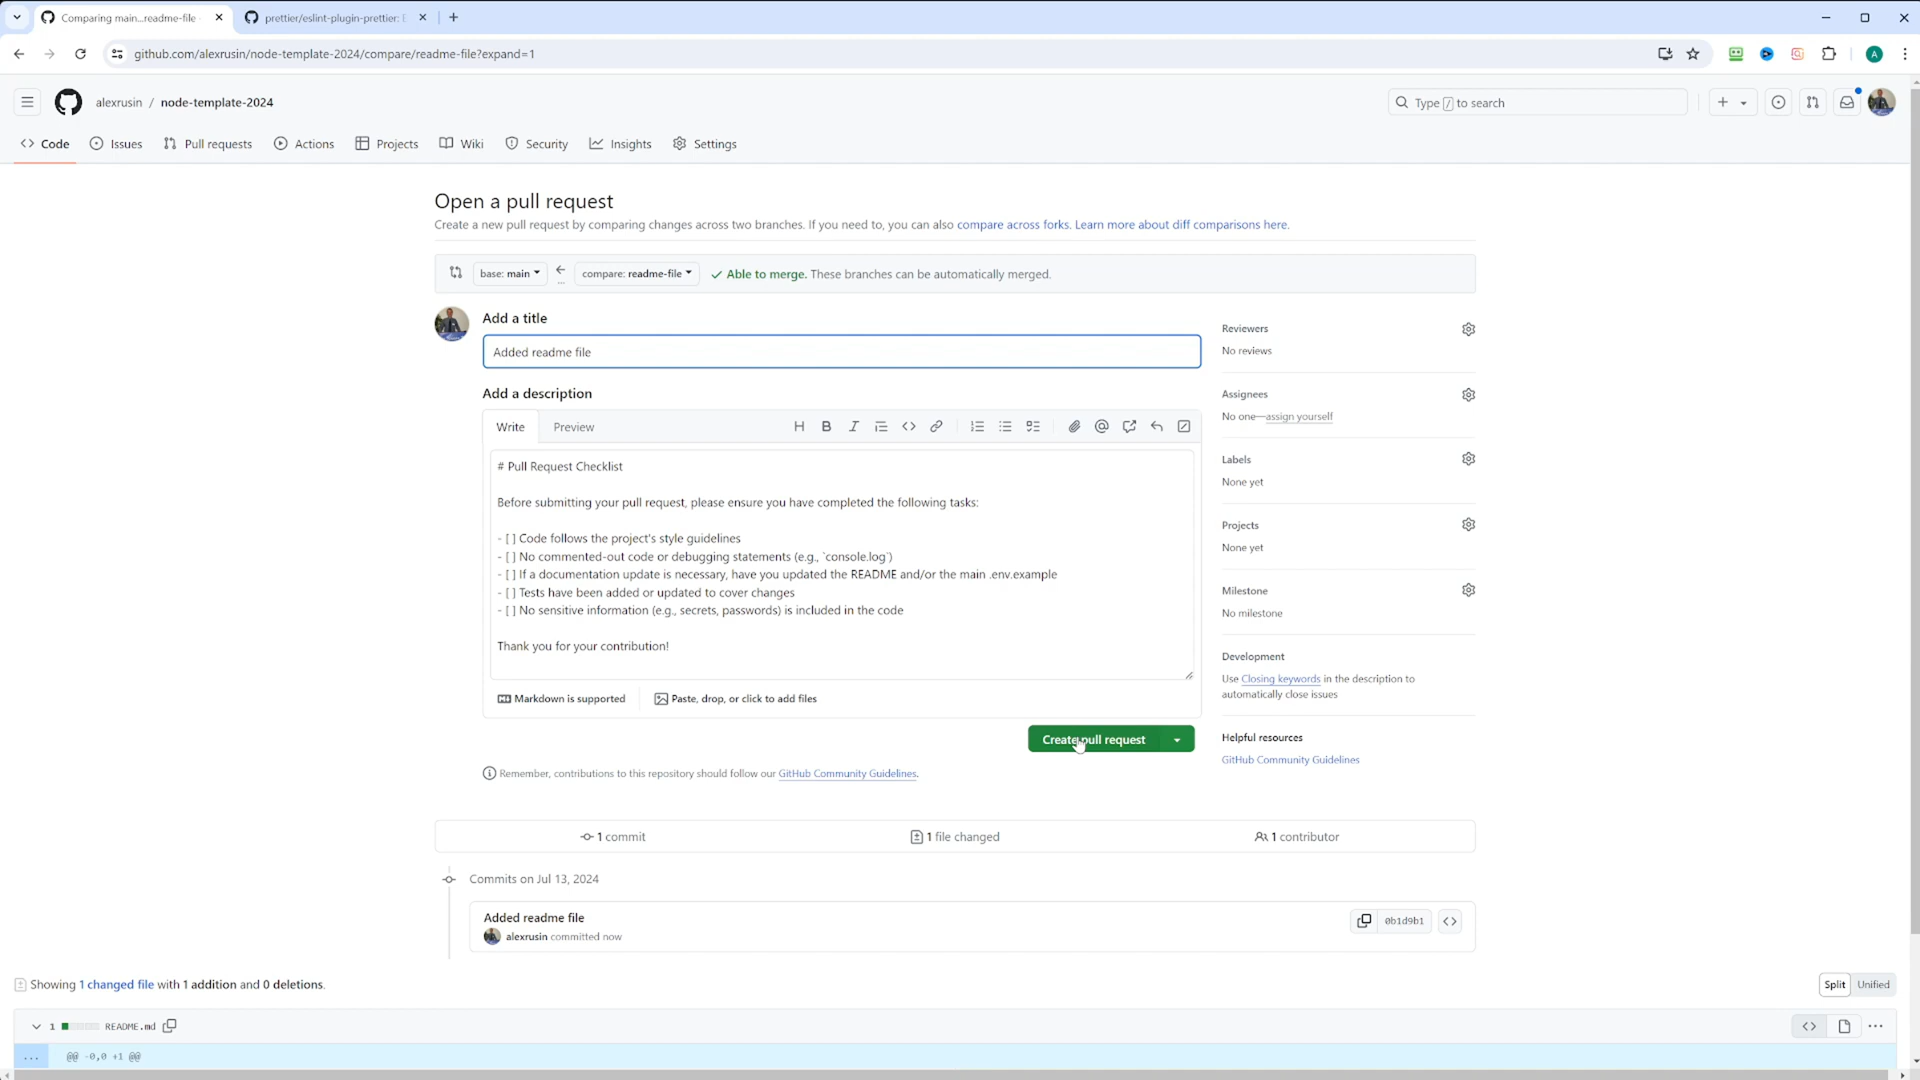 Comparing main...readme-file
prettier/eslint-plugin-prettier: E
github.com/alexrusin/node-template-2024/compare/readme-file?expand=1
A
alexrusin / node-template-2024
Type / to search
Code
Issues
Pull requests
Actions
Projects
Wiki
Security
Insights
Settings
Open a pull request
Create a new pull request by comparing changes across two branches. If you need to, you can also compare across forks. Learn more about diff comparisons here.
base: main
compare: readme-file
Able to merge. These branches can be automatically merged.
Add a title
Added readme file
Add a description
Write
Preview
# Pull Request Checklist
Before submitting your pull request, please ensure you have completed the following tasks:
- [ ] Code follows the project's style guidelines
- [ ] No commented-out code or debugging statements (e.g., `console.log`)
- [ ] If a documentation update is necessary, have you updated the README and/or the main .env.example
- [ ] Tests have been added or updated to cover changes
- [ ] No sensitive information (e.g., secrets, passwords) is included in the code
Thank you for your contribution!
Markdown is supported
Paste, drop, or click to add files
Create pull request
Remember, contributions to this repository should follow our GitHub Community Guidelines.
Reviewers
No reviews
Assignees
No one—assign yourself
Labels
None yet
Projects
None yet
Milestone
No milestone
Development
Use Closing keywords in the description to
automatically close issues
Helpful resources
GitHub Community Guidelines
1 commit
1 file changed
1 contributor
Commits on Jul 13, 2024
Added readme file
alexrusin committed now
0b1d9b1
Showing 1 changed file with 1 addition and 0 deletions.
Split
Unified
1
README.md
...
@@ -0,0 +1 @@